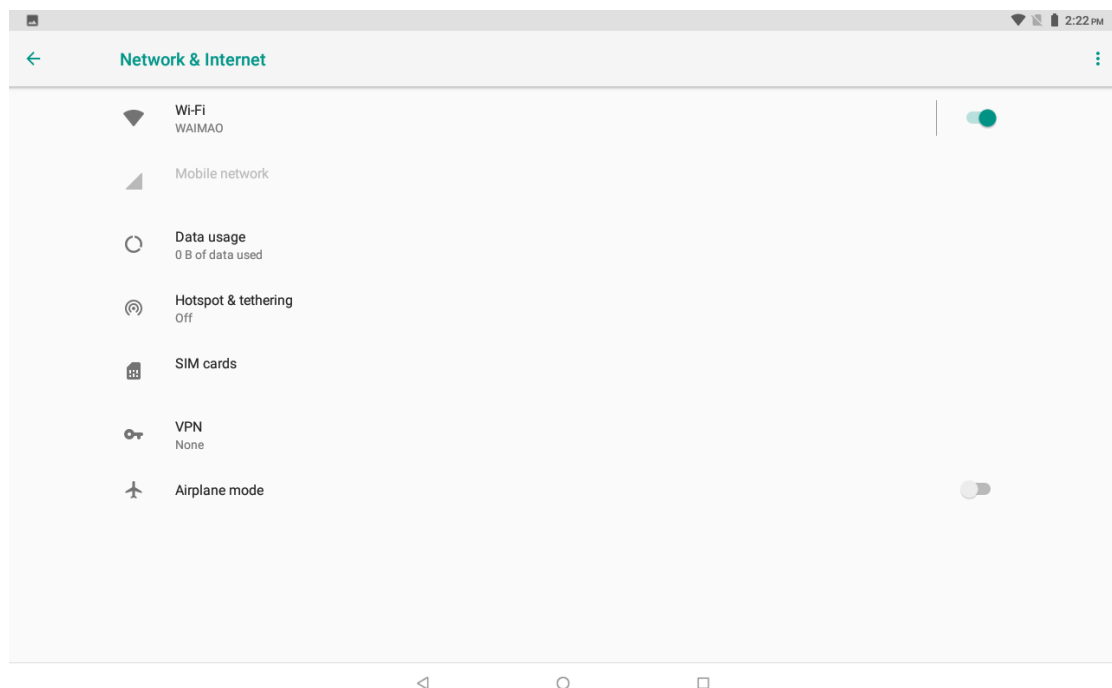 2:22 PM
Network & Internet
Wi-Fi
WAIMAO
Mobile network
Data usage
0 B of data used
Hotspot & tethering
Off
SIM cards
VPN
None
Airplane mode